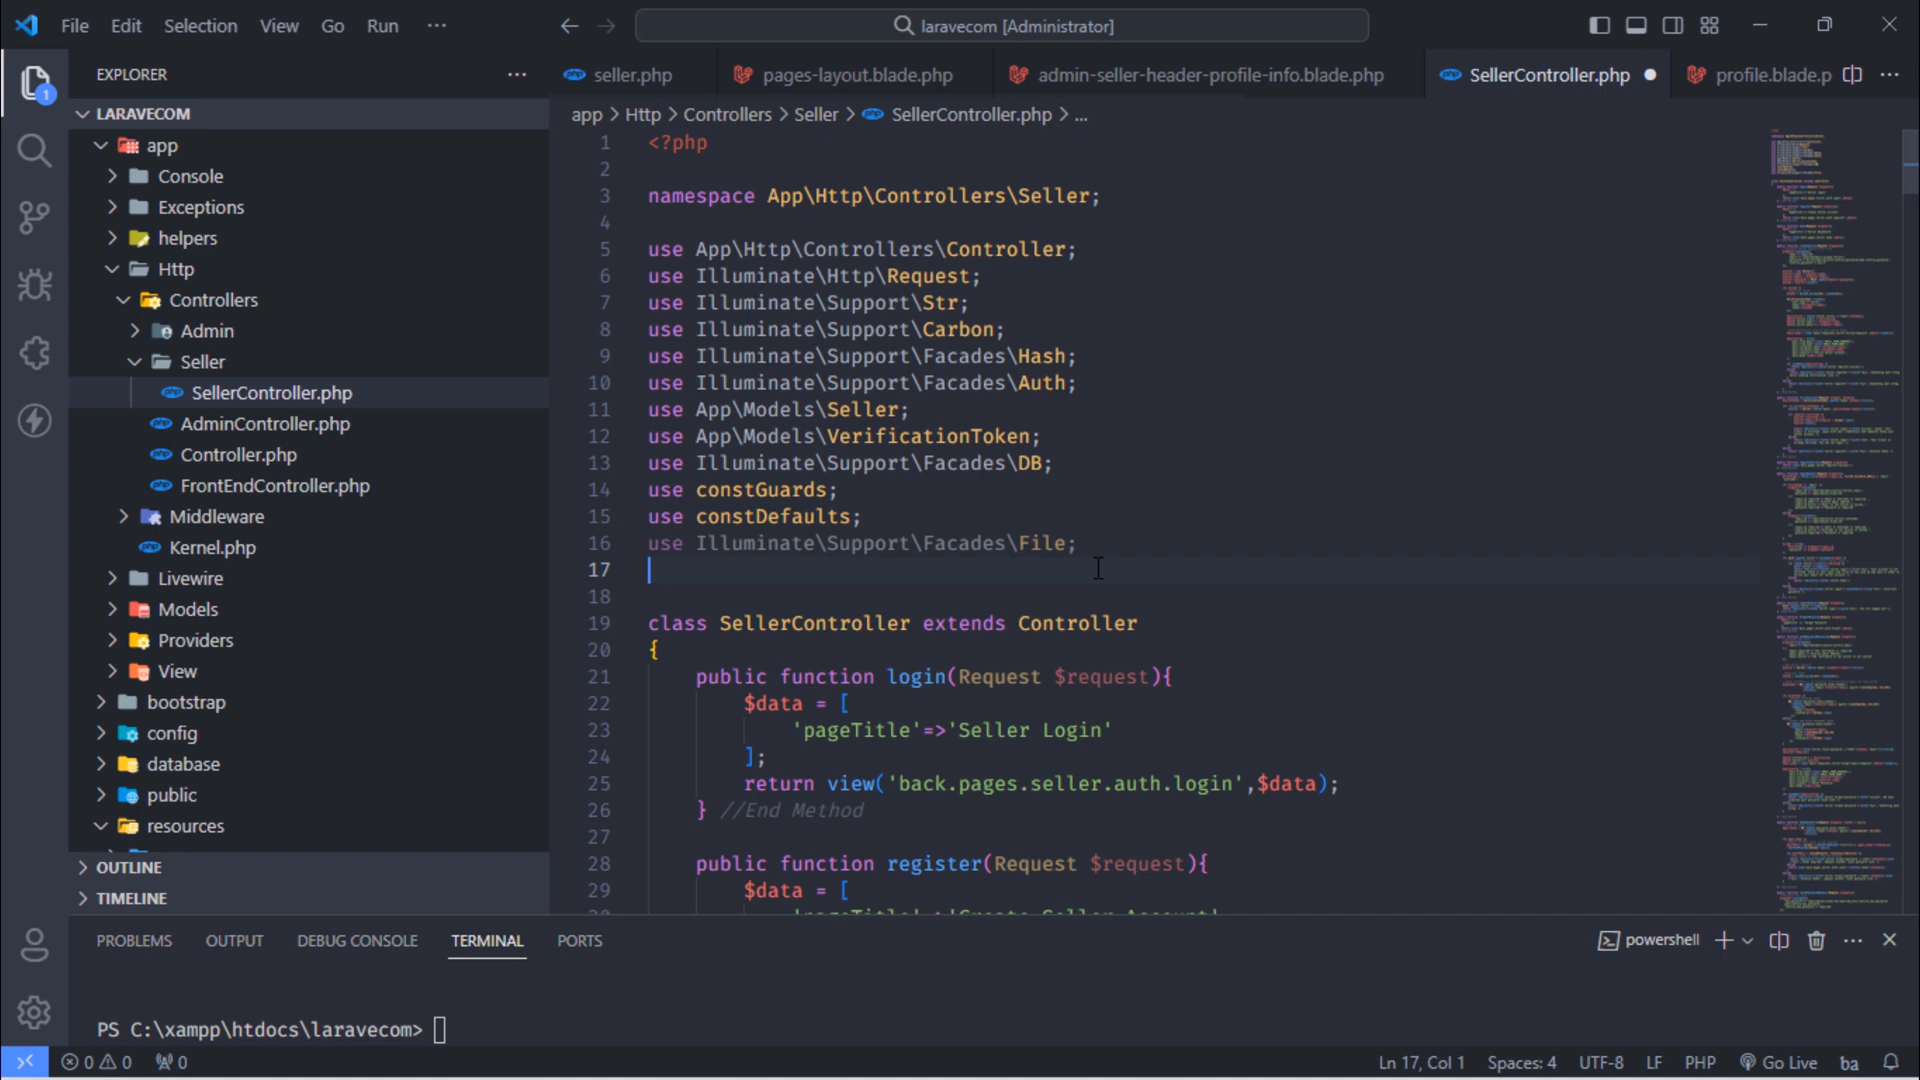 File Edit Selection View Go Run ···
laravecom [Administrator]
EXPLORER
1
LARAVECOM
app
Console
Exceptions
helpers
Http
Controllers
Admin
Seller
SellerController.php
AdminController.php
Controller.php
FrontEndController.php
Middleware
Kernel.php
Livewire
Models
Providers
View
bootstrap
config
database
public
resources
OUTLINE
TIMELINE
seller.php pages-layout.blade.php admin-seller-header-profile-info.blade.php SellerController.php profile.blade.p
app > Http > Controllers > Seller > SellerController.php > ...
1 <?php
2
3 namespace App\Http\Controllers\Seller;
4
5 use App\Http\Controllers\Controller;
6 use Illuminate\Http\Request;
7 use Illuminate\Support\Str;
8 use Illuminate\Support\Carbon;
9 use Illuminate\Support\Facades\Hash;
10 use Illuminate\Support\Facades\Auth;
11 use App\Models\Seller;
12 use App\Models\VerificationToken;
13 use Illuminate\Support\Facades\DB;
14 use constGuards;
15 use constDefaults;
16 use Illuminate\Support\Facades\File;
17
18
19 class SellerController extends Controller
20 {
21 public function login(Request $request){
22 $data = [
23 'pageTitle'=>'Seller Login'
24 ];
25 return view('back.pages.seller.auth.login',$data);
26 } //End Method
27
28 public function register(Request $request){
29 $data = [
PROBLEMS OUTPUT DEBUG CONSOLE TERMINAL PORTS
powershell
PS C:\xampp\htdocs\laravecom>
0 0 0
Ln 17, Col 1 Spaces: 4 UTF-8 LF PHP Go Live ba